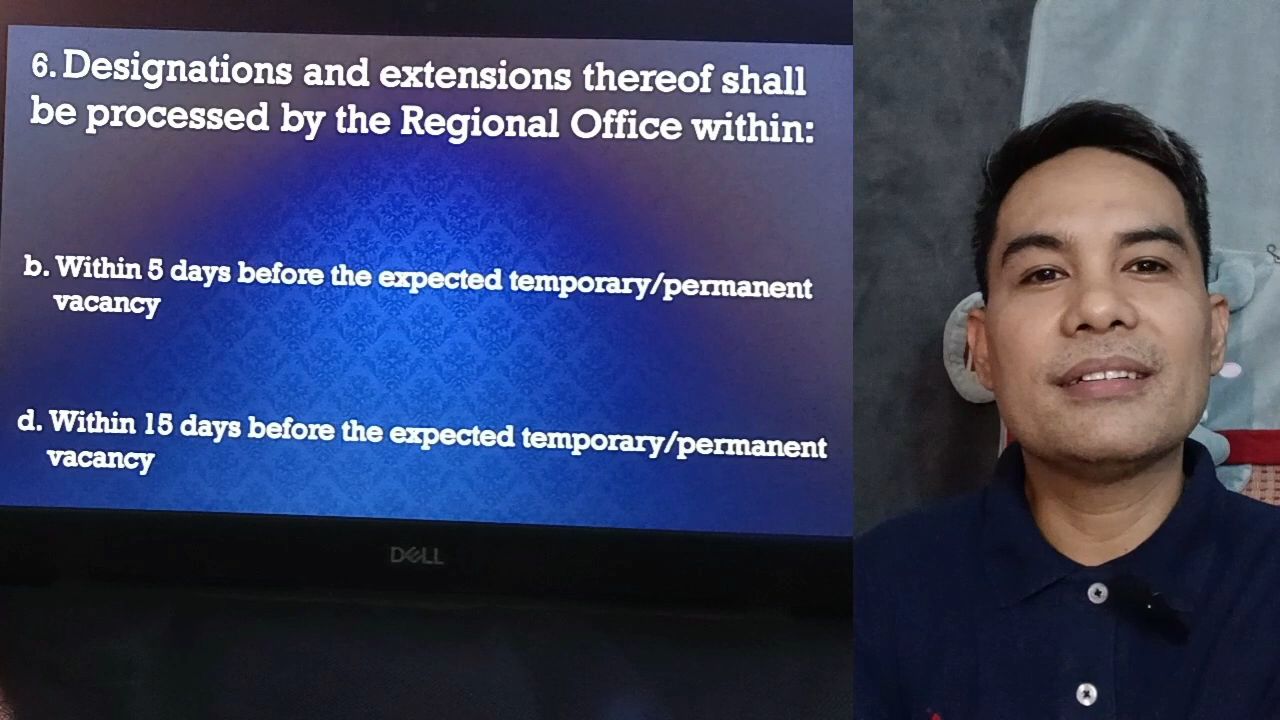 6. Designations and extensions thereof shall
be processed by the Regional Office within:
b. Within 5 days before the expected temporary/permanent
vacancy
d. Within 15 days before the expected temporary/permanent
vacancy
DELL